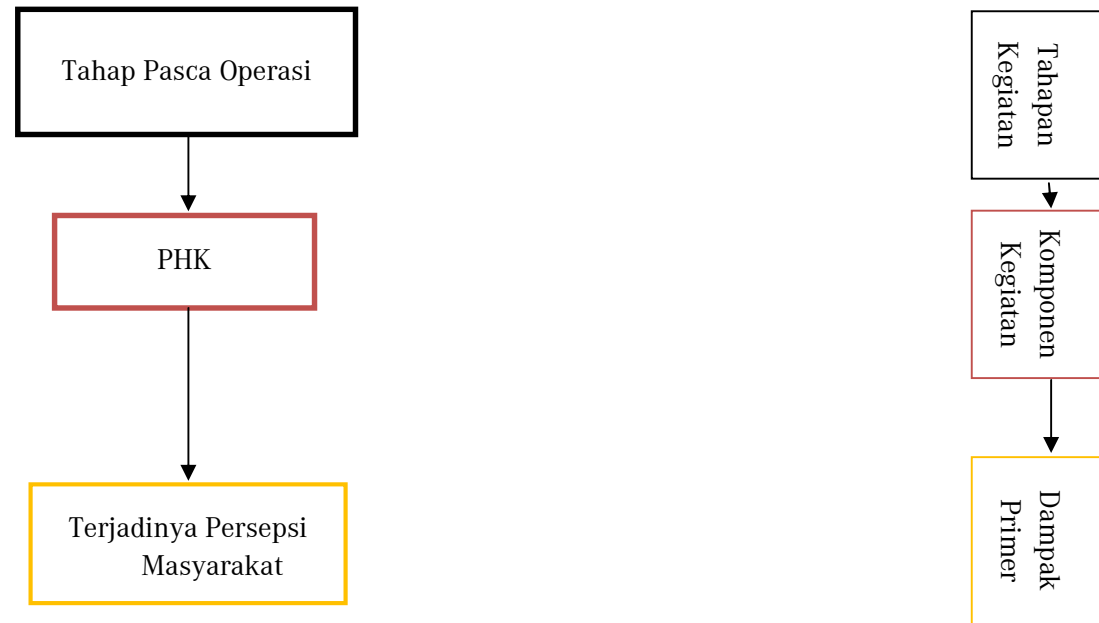 Tahap Pasca Operasi
PHK
Terjadinya Persepsi
Masyarakat
Tahapan
Kegiatan
Komponen
Kegiatan
Dampak
Primer